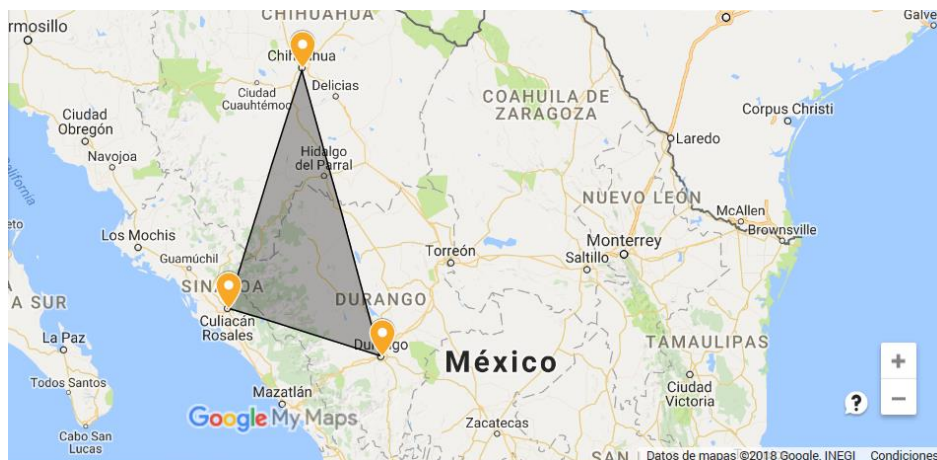 CHIHUAHUA
Chihuahua
Ciudad
Cuauhtémoc
Delicias
Ciudad
Obregón
Navojoa
Hidalgo
del Parral
COAHUILA DE
ZARAGOZA
Laredo
Corpus Christi
NUEVO LEÓN
McAllen
Brownsville
Los Mochis
Guamúchil
Torreón
Monterrey
Saltillo
SINALOA
Culiacán
Rosales
DURANGO
Durango
A SUR
La Paz
Todos Santos
Cabo San
Lucas
Mazatlán
México
TAMAULIPAS
Ciudad
Victoria
Zacatecas
Google My Maps
+
?
−
Datos de mapas ©2018 Google, INEGI Condiciones